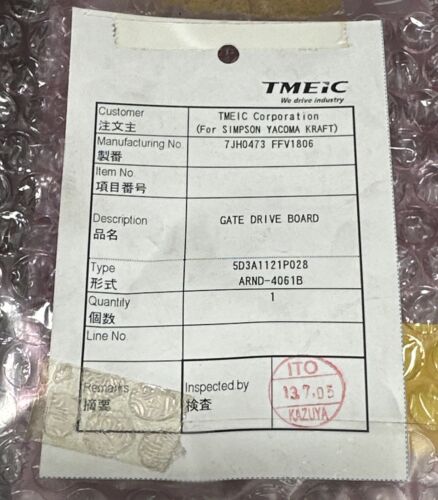 TMEiC
We drive industry
Customer
注文主
TMEIC Corporation
(For SIMPSON YACOMA KRAFT)
Manufacturing No.
製番
7JH0473 FFV1806
Item No.
項目番号
Description
品名
GATE DRIVE BOARD
Type
形式
5D3A1121P028
ARND-4061B
Quantity
個数
1
Line No.
Remarks
摘要
Inspected by
検査
ITO
13.7.05
KAZUYA